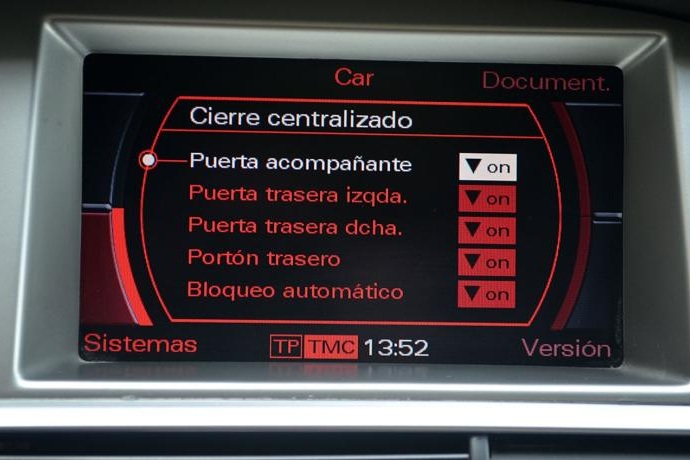 Car
Document.
Cierre centralizado
Puerta acompañante ▼ on
Puerta trasera izqda. ▼ on
Puerta trasera dcha. ▼ on
Portón trasero ▼ on
Bloqueo automático ▼ on
Sistemas TP TMC 13:52 Versión